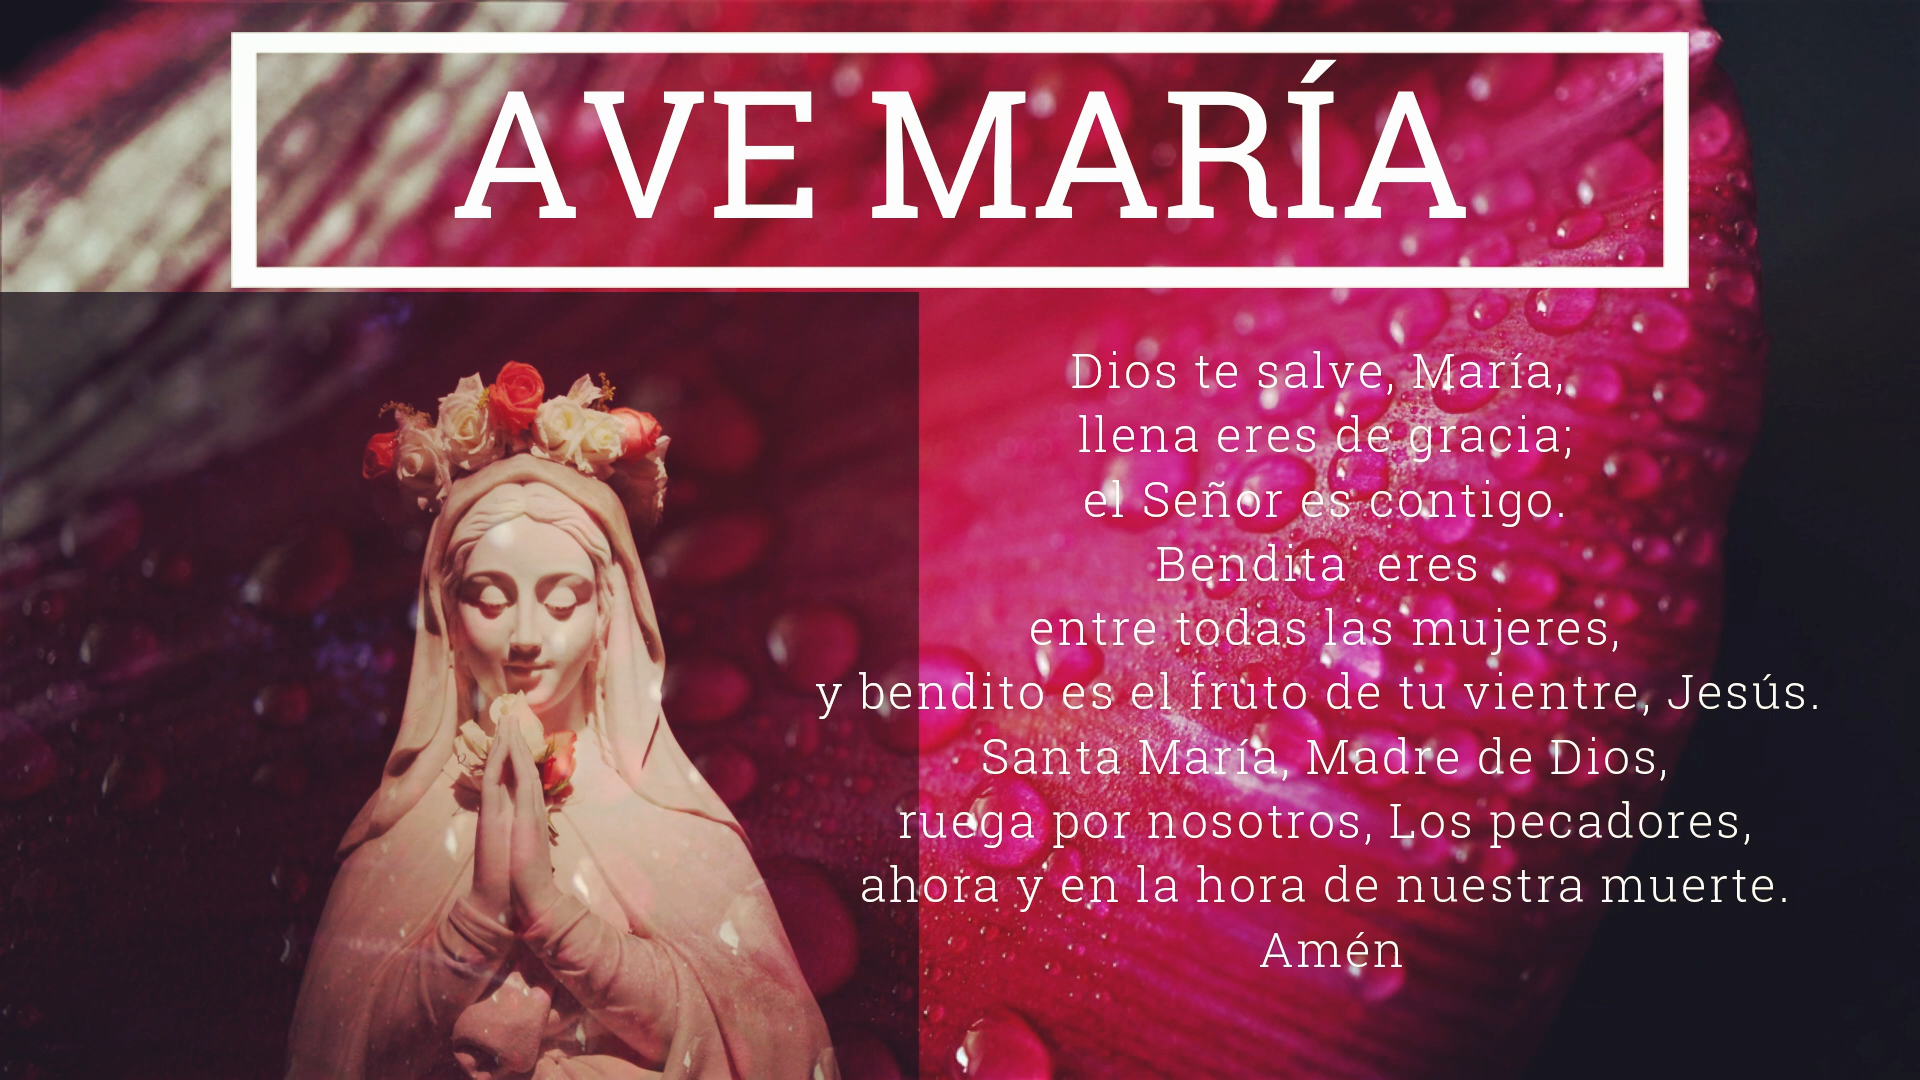 AVE MARÍA
Dios te salve, María,
llena eres de gracia;
el Señor es contigo.
Bendita  eres
entre todas las mujeres,
y bendito es el fruto de tu vientre, Jesús.
Santa María, Madre de Dios,
ruega por nosotros, Los pecadores,
ahora y en la hora de nuestra muerte.
Amén